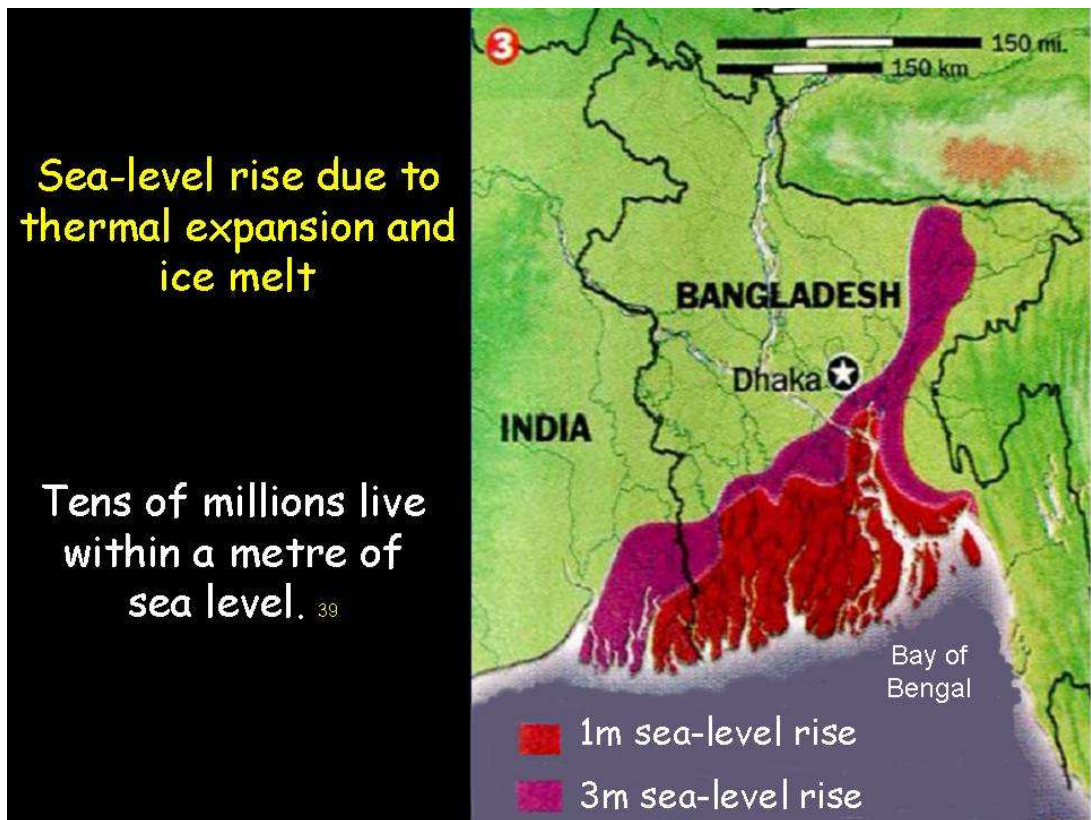 Sea-level rise due to
thermal expansion and
ice melt
Tens of millions live
within a metre of
sea level. 39
3
150 mi.
150 km
BANGLADESH
Dhaka
INDIA
Bay of
Bengal
1m sea-level rise
3m sea-level rise